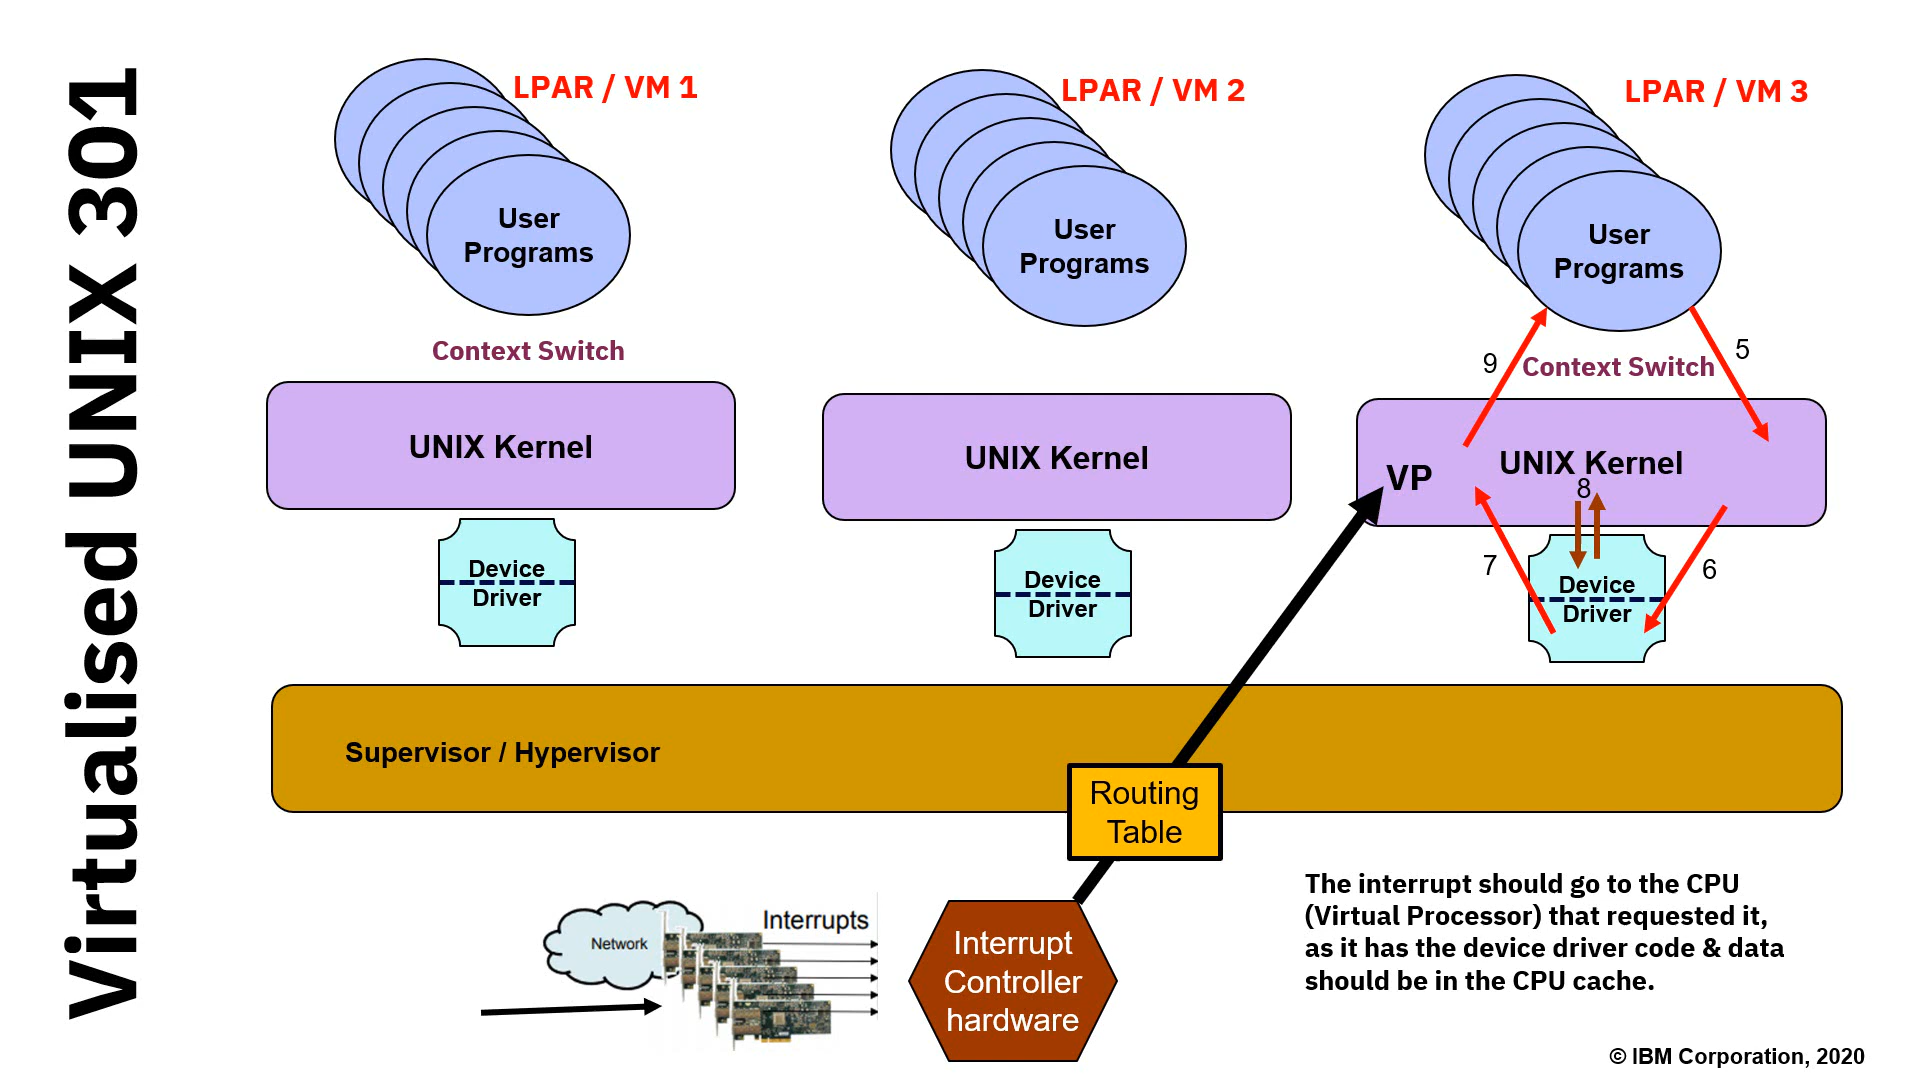 Virtualised UNIX 301
LPAR / VM 1
User
Programs
Context Switch
UNIX Kernel
Device
Driver
LPAR / VM 2
User
Programs
UNIX Kernel
Device
Driver
LPAR / VM 3
User
Programs
9
Context Switch
5
UNIX Kernel
VP
8
7
6
Device
Driver
Supervisor / Hypervisor
Routing
Table
Network
Interrupts
Interrupt
Controller
hardware
The interrupt should go to the CPU
(Virtual Processor) that requested it,
as it has the device driver code & data
should be in the CPU cache.
© IBM Corporation, 2020